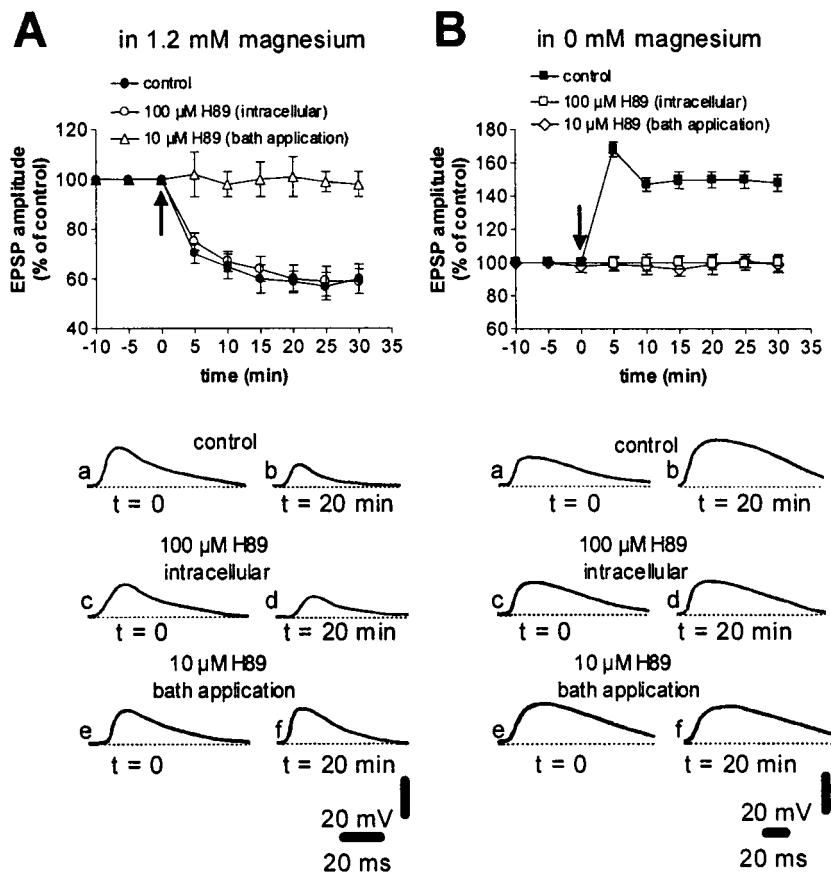 A in 1.2 mM magnesium
control
100 µM H89 (intracellular)
10 µM H89 (bath application)
EPSP amplitude
(% of control)
120
100
80
60
40
-10 -5 0 5 10 15 20 25 30 35
time (min)
control
a
b
t = 0
t = 20 min
100 µM H89
intracellular
c
d
t = 0
t = 20 min
10 µM H89
bath application
e
f
t = 0
t = 20 min
20 mV
20 ms
B in 0 mM magnesium
control
100 µM H89 (intracellular)
10 µM H89 (bath application)
EPSP amplitude
(% of control)
180
160
140
120
100
80
60
-10 -5 0 5 10 15 20 25 30 35
time (min)
control
a
b
t = 0
t = 20 min
100 µM H89
intracellular
c
d
t = 0
t = 20 min
10 µM H89
bath application
e
f
t = 0
t = 20 min
20 mV
20 ms